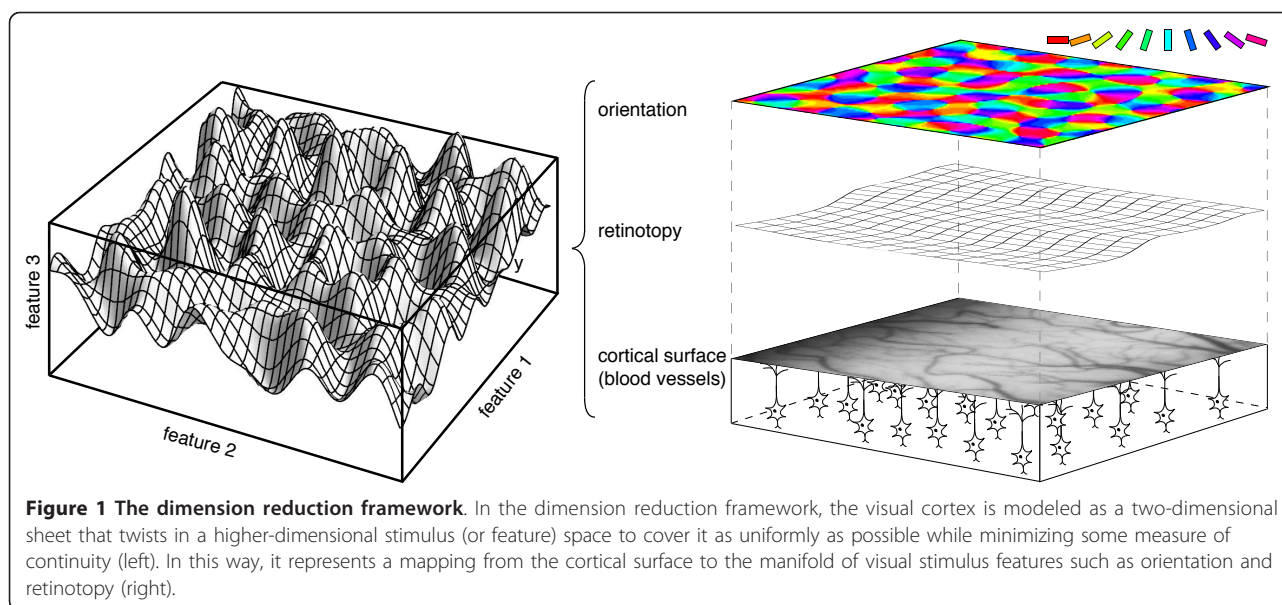 feature 3
feature 2
feature 1
y
orientation
retinotopy
cortical surface
(blood vessels)
Figure 1 The dimension reduction framework. In the dimension reduction framework, the visual cortex is modeled as a two-dimensional
sheet that twists in a higher-dimensional stimulus (or feature) space to cover it as uniformly as possible while minimizing some measure of
continuity (left). In this way, it represents a mapping from the cortical surface to the manifold of visual stimulus features such as orientation and
retinotopy (right).